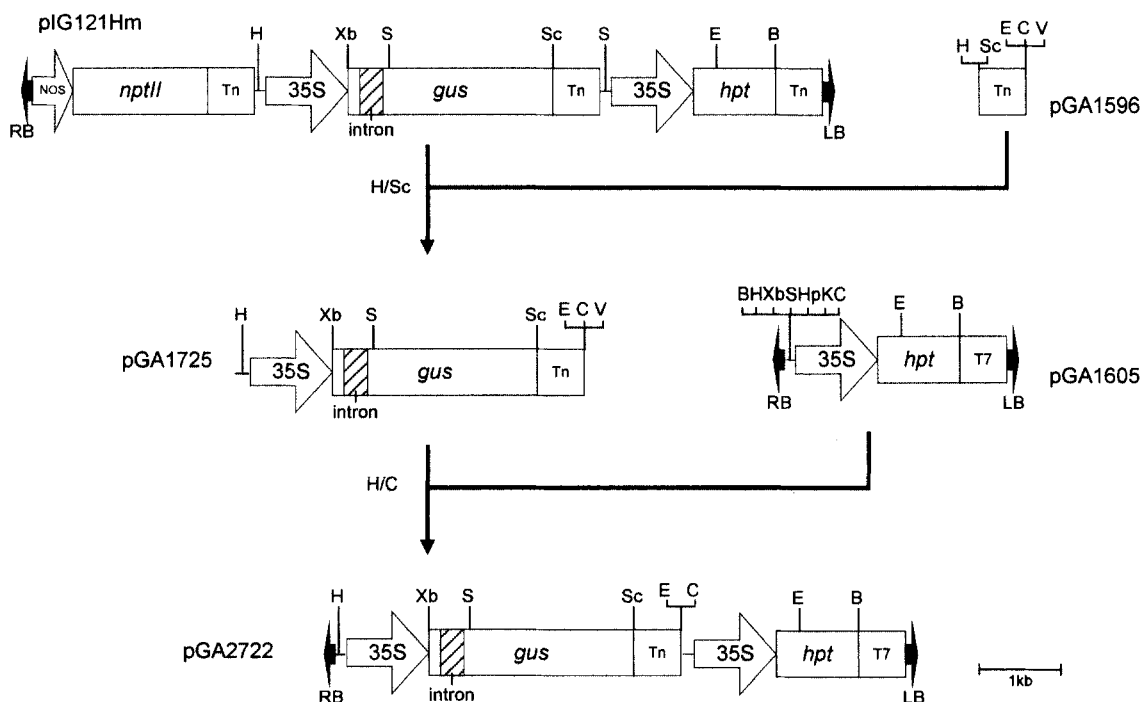 pIG121Hm
H
Xb
S
Sc
S
E
B
E C V
H Sc
NOS
nptII
Tn
35S
gus
Tn
35S
hpt
Tn
Tn
pGA1596
RB
intron
LB
H/Sc
H
Xb
S
Sc
E C V
BHXbSHpKC
E
B
pGA1725
35S
gus
Tn
35S
hpt
T7
pGA1605
intron
RB
LB
H/C
H
Xb
S
Sc
E C
E
B
pGA2722
35S
gus
Tn
35S
hpt
T7
RB
intron
LB
1kb